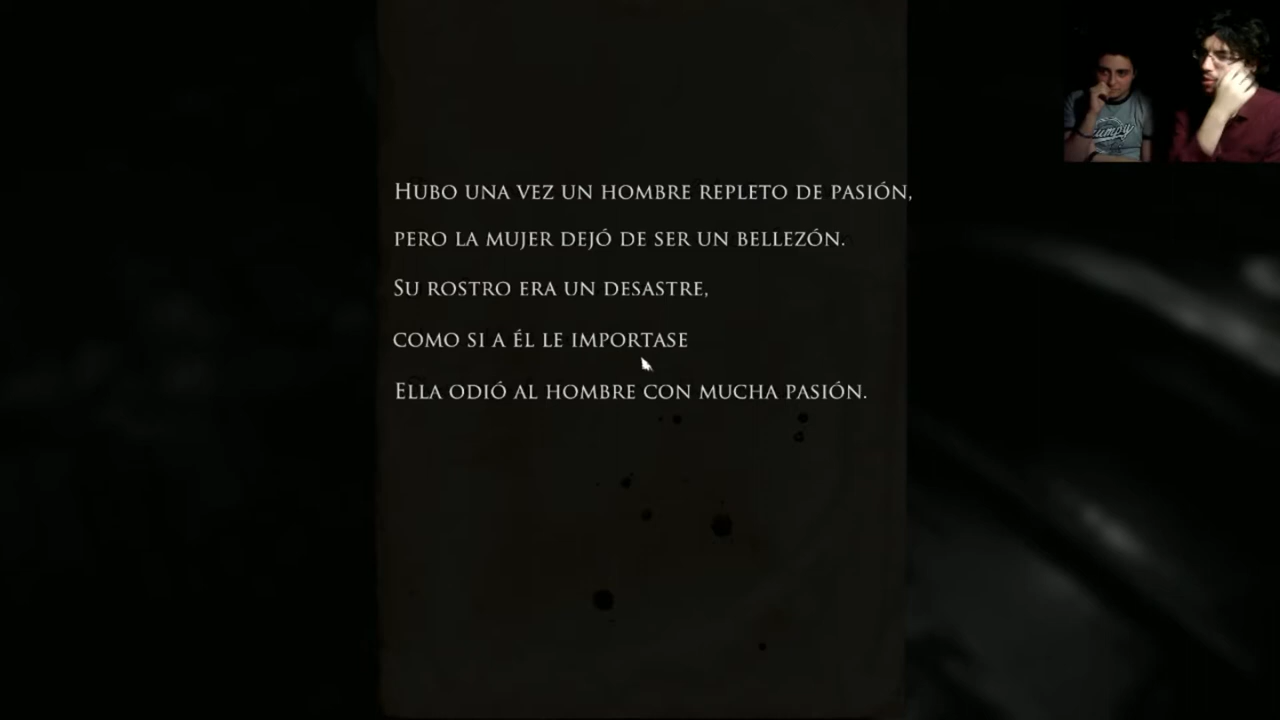 Hubo una vez un hombre repleto de pasión,
pero la mujer dejó de ser un bellezón.
Su rostro era un desastre,
como si a él le importase
Ella odió al hombre con mucha pasión.